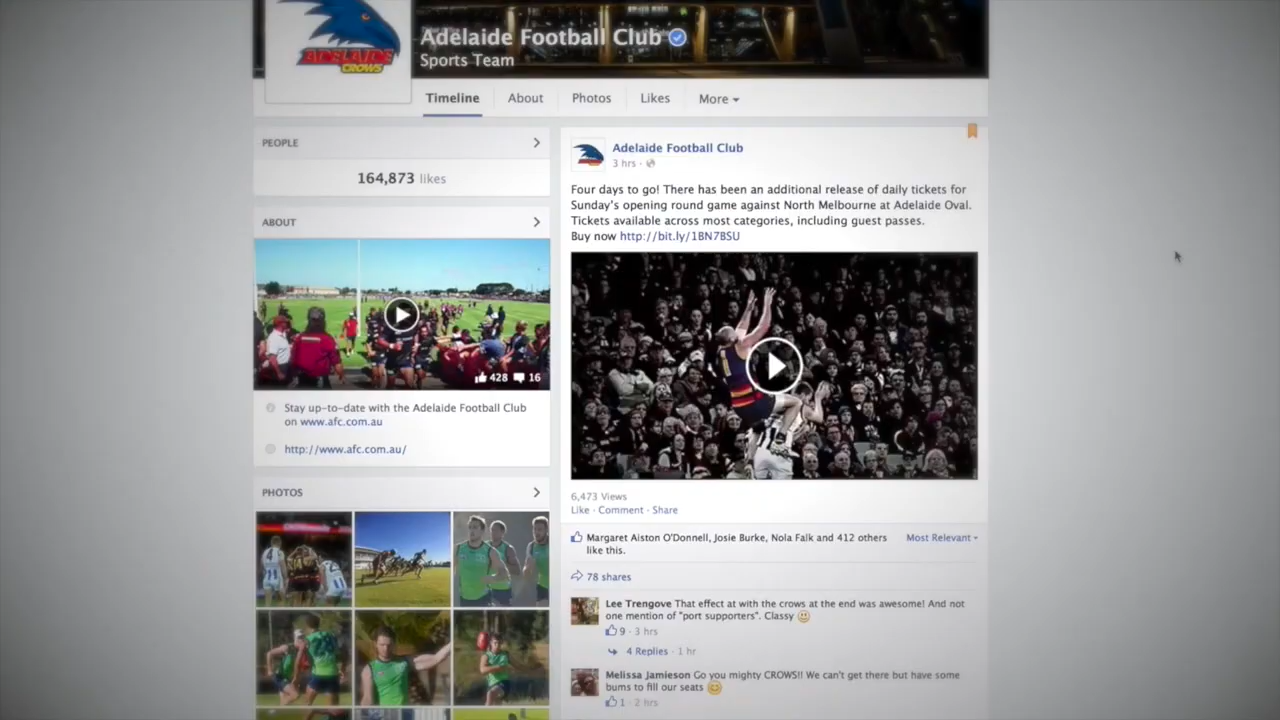 ADELAIDE
CROWS
Adelaide Football Club
Sports Team
Timeline
About
Photos
Likes
More
PEOPLE
164,873 likes
ABOUT
428
16
Stay up-to-date with the Adelaide Football Club
on www.afc.com.au
http://www.afc.com.au/
PHOTOS
Adelaide Football Club
3 hrs ·
Four days to go! There has been an additional release of daily tickets for
Sunday's opening round game against North Melbourne at Adelaide Oval.
Tickets available across most categories, including guest passes.
Buy now http://bit.ly/1BN7BSU
6,473 Views
Like · Comment · Share
Margaret Aiston O'Donnell, Josie Burke, Nola Falk and 412 others
like this.
Most Relevant
78 shares
Lee Trengove That effect at with the crows at the end was awesome! And not
one mention of "port supporters". Classy 😃
9 · 3 hrs
4 Replies · 1 hr
Melissa Jamieson Go you mighty CROWS!! We can't get there but have some
bums to fill our seats 😊
1 · 2 hrs